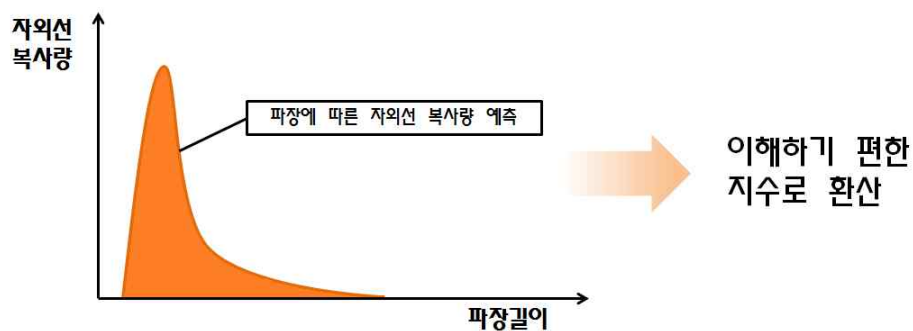 자외선
복사량
파장에 따른 자외선 복사량 예측
이해하기 편한
지수로 환산
파장길이